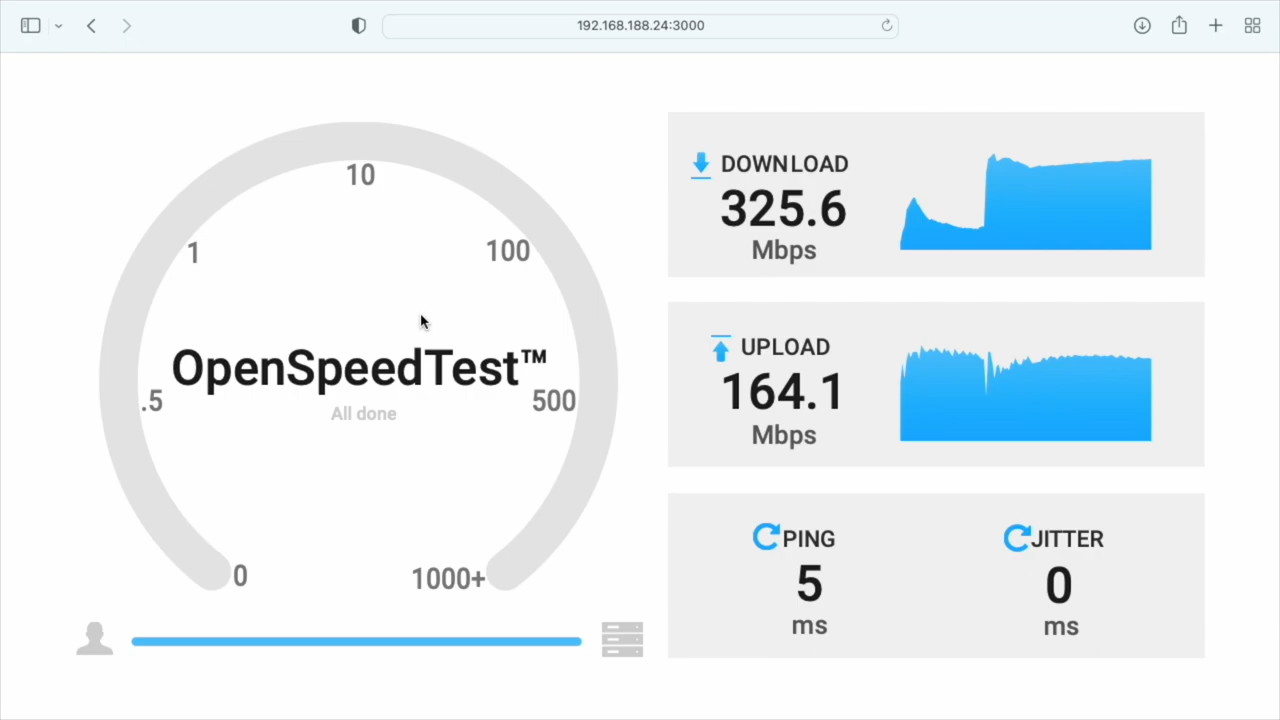 192.168.188.24:3000
10
1
100
OpenSpeedTest™
.5
500
All done
0
1000+
DOWNLOAD
325.6
Mbps
UPLOAD
164.1
Mbps
PING
5
ms
JITTER
0
ms